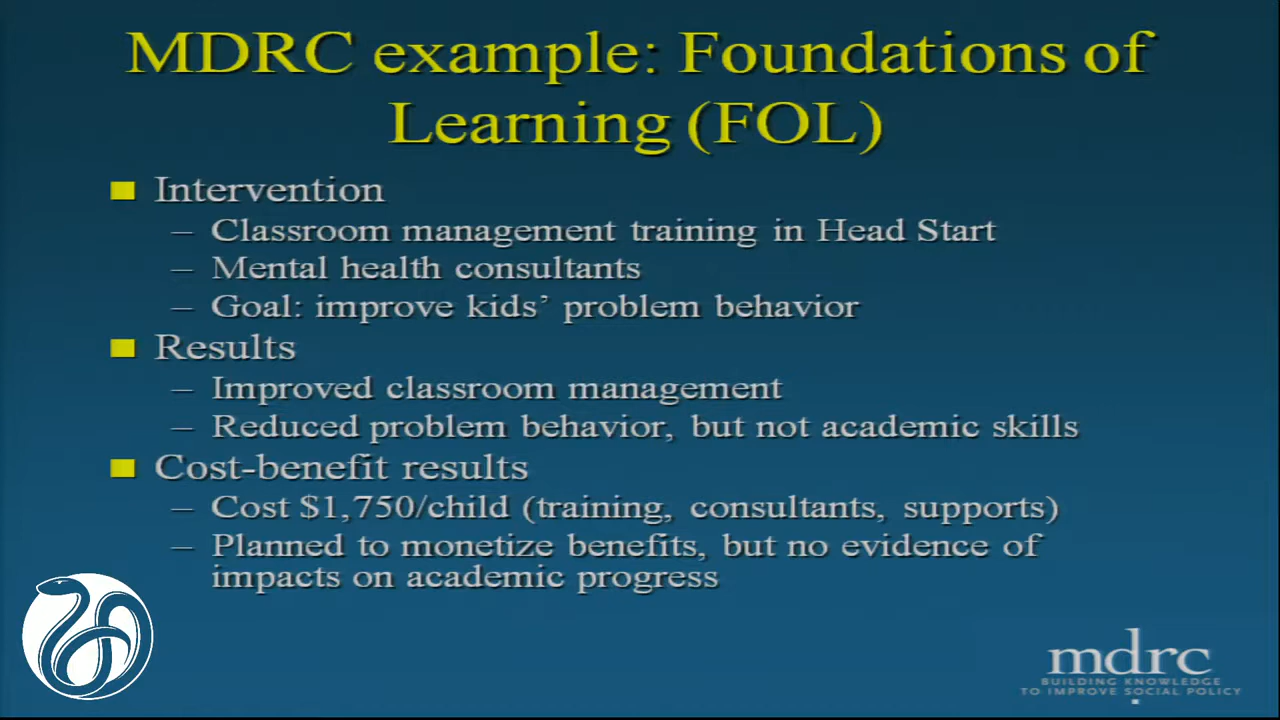 MDRC example: Foundations of
Learning (FOL)
Intervention
– Classroom management training in Head Start
– Mental health consultants
– Goal: improve kids’ problem behavior
Results
– Improved classroom management
– Reduced problem behavior, but not academic skills
Cost-benefit results
– Cost $1,750/child (training, consultants, supports)
– Planned to monetize benefits, but no evidence of
impacts on academic progress
mdrc
BUILDING KNOWLEDGE
TO IMPROVE SOCIAL POLICY